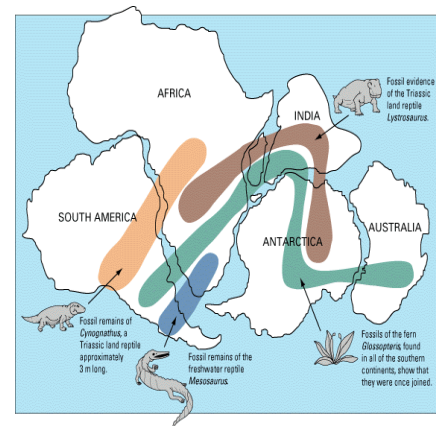 AFRICA
Fossil evidence
of the Triassic
land reptile
Lystrosaurus.
INDIA
SOUTH AMERICA
ANTARCTICA
AUSTRALIA
Fossil remains of
Cynognathus, a
Triassic land reptile
approximately
3 m long.
Fossil remains of the
freshwater reptile
Mesosaurus.
Fossils of the fern
Glossopteris, found
in all of the southern
continents, show that
they were once joined.